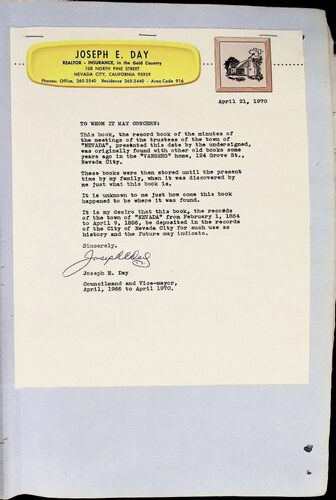 JOSEPH E. DAY
REALTOR - INSURANCE, in the Gold Country
108 NORTH PINE STREET
NEVADA CITY, CALIFORNIA 95959
Phones: Office, 265-2540 Residence 265-2440 - Area Code 916
April 21, 1970
TO WHOM IT MAY CONCERN:
This book, the record book of the minutes of
the meetings of the trustees of the town of
"NEVADA", presented this date by the undersigned,
was originally found with other old books some
years ago in the "VANBERG" home, 124 Grove St.,
Nevada City.
These books were then stored until the present
time by my family, when it was discovered by
me just what this book is.
It is unknown to me just how come this book
happened to be where it was found.
It is my desire that this book, the records
of the town of "NEVADA" from February 1, 1854
to April 9, 1856, be deposited in the records
of the City of Nevada City for such use as
history and the future may indicate.
Sincerely,
Joseph E. Day
Joseph E. Day
Councilmand and Vice-mayor,
April, 1966 to April 1970.